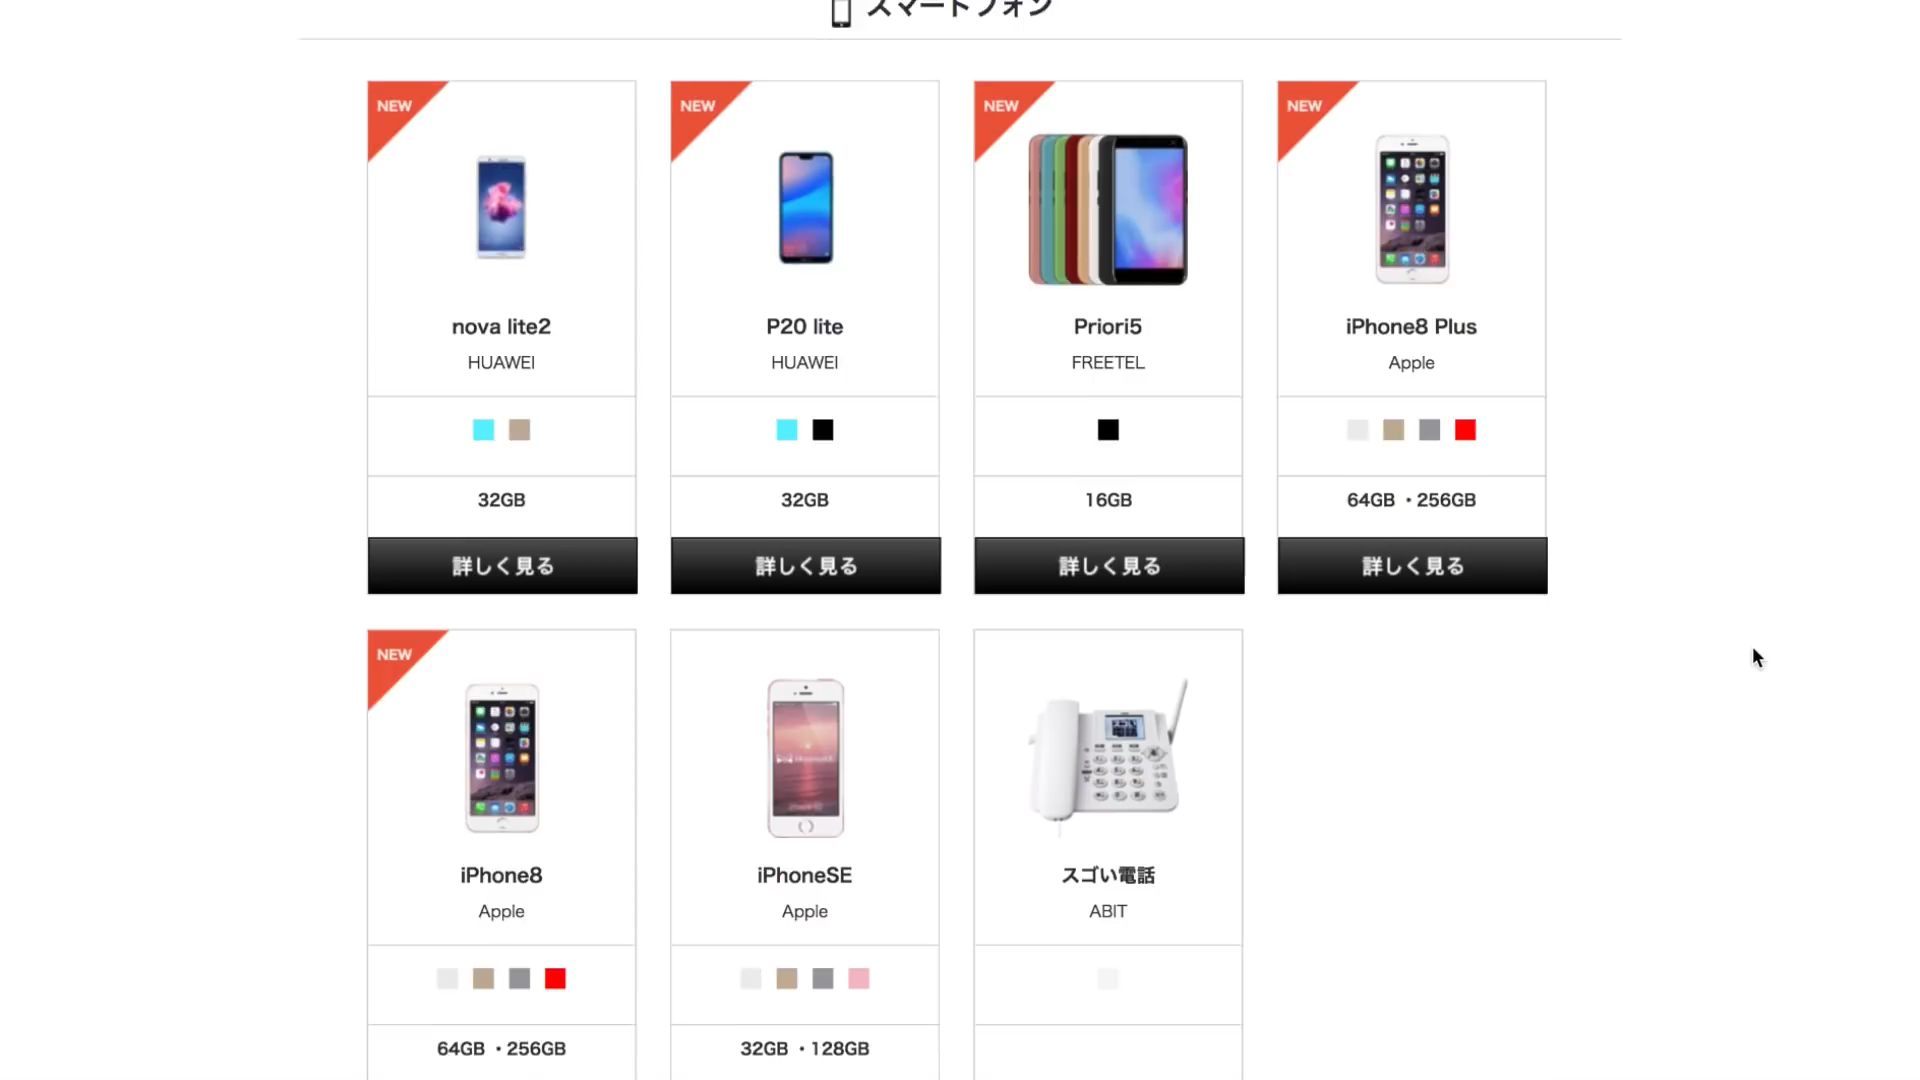 スマートフォン
NEW
NEW
NEW
NEW
nova lite2
P20 lite
Priori5
iPhone8 Plus
HUAWEI
HUAWEI
FREETEL
Apple
32GB
32GB
16GB
64GB ・256GB
詳しく見る
詳しく見る
詳しく見る
詳しく見る
NEW
iPhone8
iPhoneSE
スゴい電話
Apple
Apple
ABIT
64GB ・256GB
32GB ・128GB